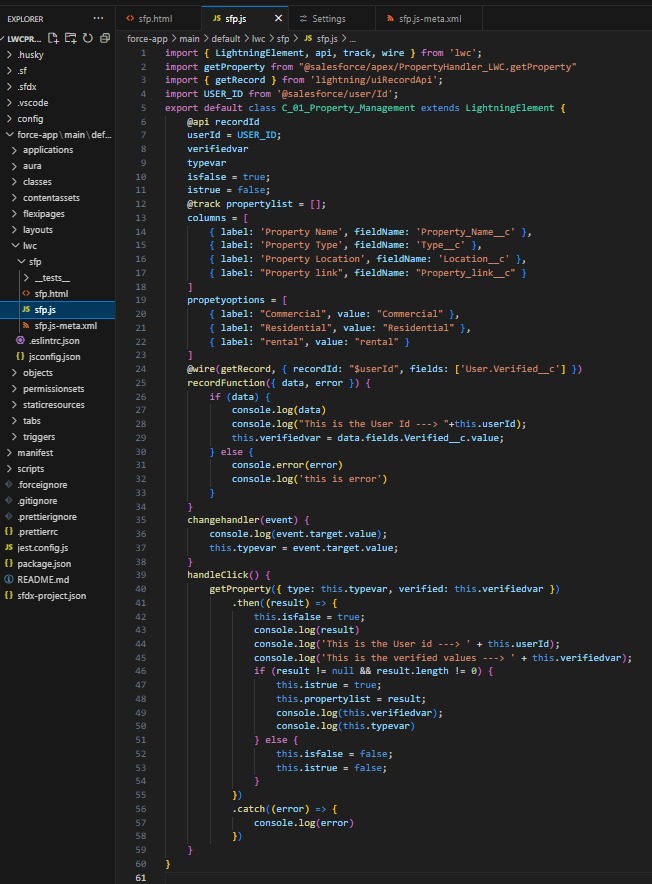 EXPLORER ...
LWCPR...
.husky
.sf
.sfdx
.vscode
config
force-app\main\def...
applications
aura
classes
contentassets
flexipages
layouts
lwc
sfp
__tests__
<> sfp.html
JS sfp.js
sfp.js-meta.xml
.eslintrc.json
{} jsconfig.json
objects
permissionsets
staticresources
tabs
triggers
manifest
scripts
.forceignore
.gitignore
.prettierignore
{} .prettierrc
JS jest.config.js
{} package.json
README.md
{} sfdx-project.json
<> sfp.html JS sfp.js × Settings sfp.js-meta.xml
force-app > main > default > lwc > sfp > JS sfp.js > ...
1 import { LightningElement, api, track, wire } from 'lwc';
2 import getProperty from "@salesforce/apex/PropertyHandler_LWC.getProperty"
3 import { getRecord } from 'lightning/uiRecordApi';
4 import USER_ID from '@salesforce/user/Id';
5 export default class C_01_Property_Management extends LightningElement {
6 @api recordId
7 userId = USER_ID;
8 verifiedvar
9 typevar
10 isfalse = true;
11 istrue = false;
12 @track propertylist = [];
13 columns = [
14 { label: 'Property Name', fieldName: 'Property_Name__c' },
15 { label: 'Property Type', fieldName: 'Type__c' },
16 { label: 'Property Location', fieldName: 'Location__c' },
17 { label: "Property link", fieldName: "Property_link__c" }
18 ]
19 propetyoptions = [
20 { label: "Commercial", value: "Commercial" },
21 { label: "Residential", value: "Residential" },
22 { label: "rental", value: "rental" }
23 ]
24 @wire(getRecord, { recordId: "$userId", fields: ['User.Verified__c'] })
25 recordFunction({ data, error }) {
26 if (data) {
27 console.log(data)
28 console.log("This is the User Id ---> "+this.userId);
29 this.verifiedvar = data.fields.Verified__c.value;
30 } else {
31 console.error(error)
32 console.log('this is error')
33 }
34 }
35 changehandler(event) {
36 console.log(event.target.value);
37 this.typevar = event.target.value;
38 }
39 handleClick() {
40 getProperty({ type: this.typevar, verified: this.verifiedvar })
41 .then((result) => {
42 this.isfalse = true;
43 console.log(result)
44 console.log('This is the User id ---> ' + this.userId);
45 console.log('This is the verified values ---> ' + this.verifiedvar);
46 if (result != null && result.length != 0) {
47 this.istrue = true;
48 this.propertylist = result;
49 console.log(this.verifiedvar);
50 console.log(this.typevar)
51 } else {
52 this.isfalse = false;
53 this.istrue = false;
54 }
55 })
56 .catch((error) => {
57 console.log(error)
58 })
59 }
60 }
61